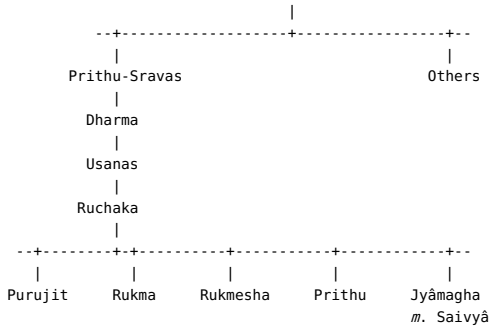 Prithu-Sravas Others
Dharma
Usanas
Ruchaka
Purujit Rukma Rukmesha Prithu Jyâmagha
m. Saivyâ